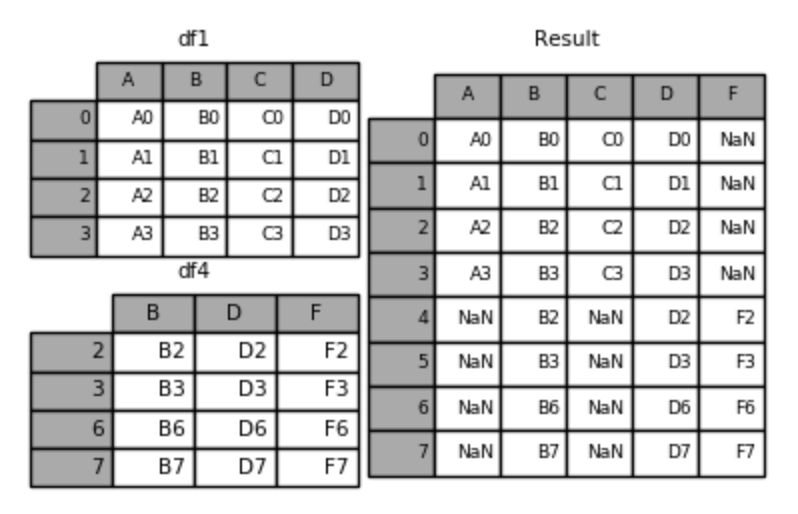 df1
A B C D
0 A0 B0 C0 D0
1 A1 B1 C1 D1
2 A2 B2 C2 D2
3 A3 B3 C3 D3
df4
B D F
2 B2 D2 F2
3 B3 D3 F3
6 B6 D6 F6
7 B7 D7 F7
Result
A B C D F
0 A0 B0 C0 D0 NaN
1 A1 B1 C1 D1 NaN
2 A2 B2 C2 D2 NaN
3 A3 B3 C3 D3 NaN
4 NaN B2 NaN D2 F2
5 NaN B3 NaN D3 F3
6 NaN B6 NaN D6 F6
7 NaN B7 NaN D7 F7